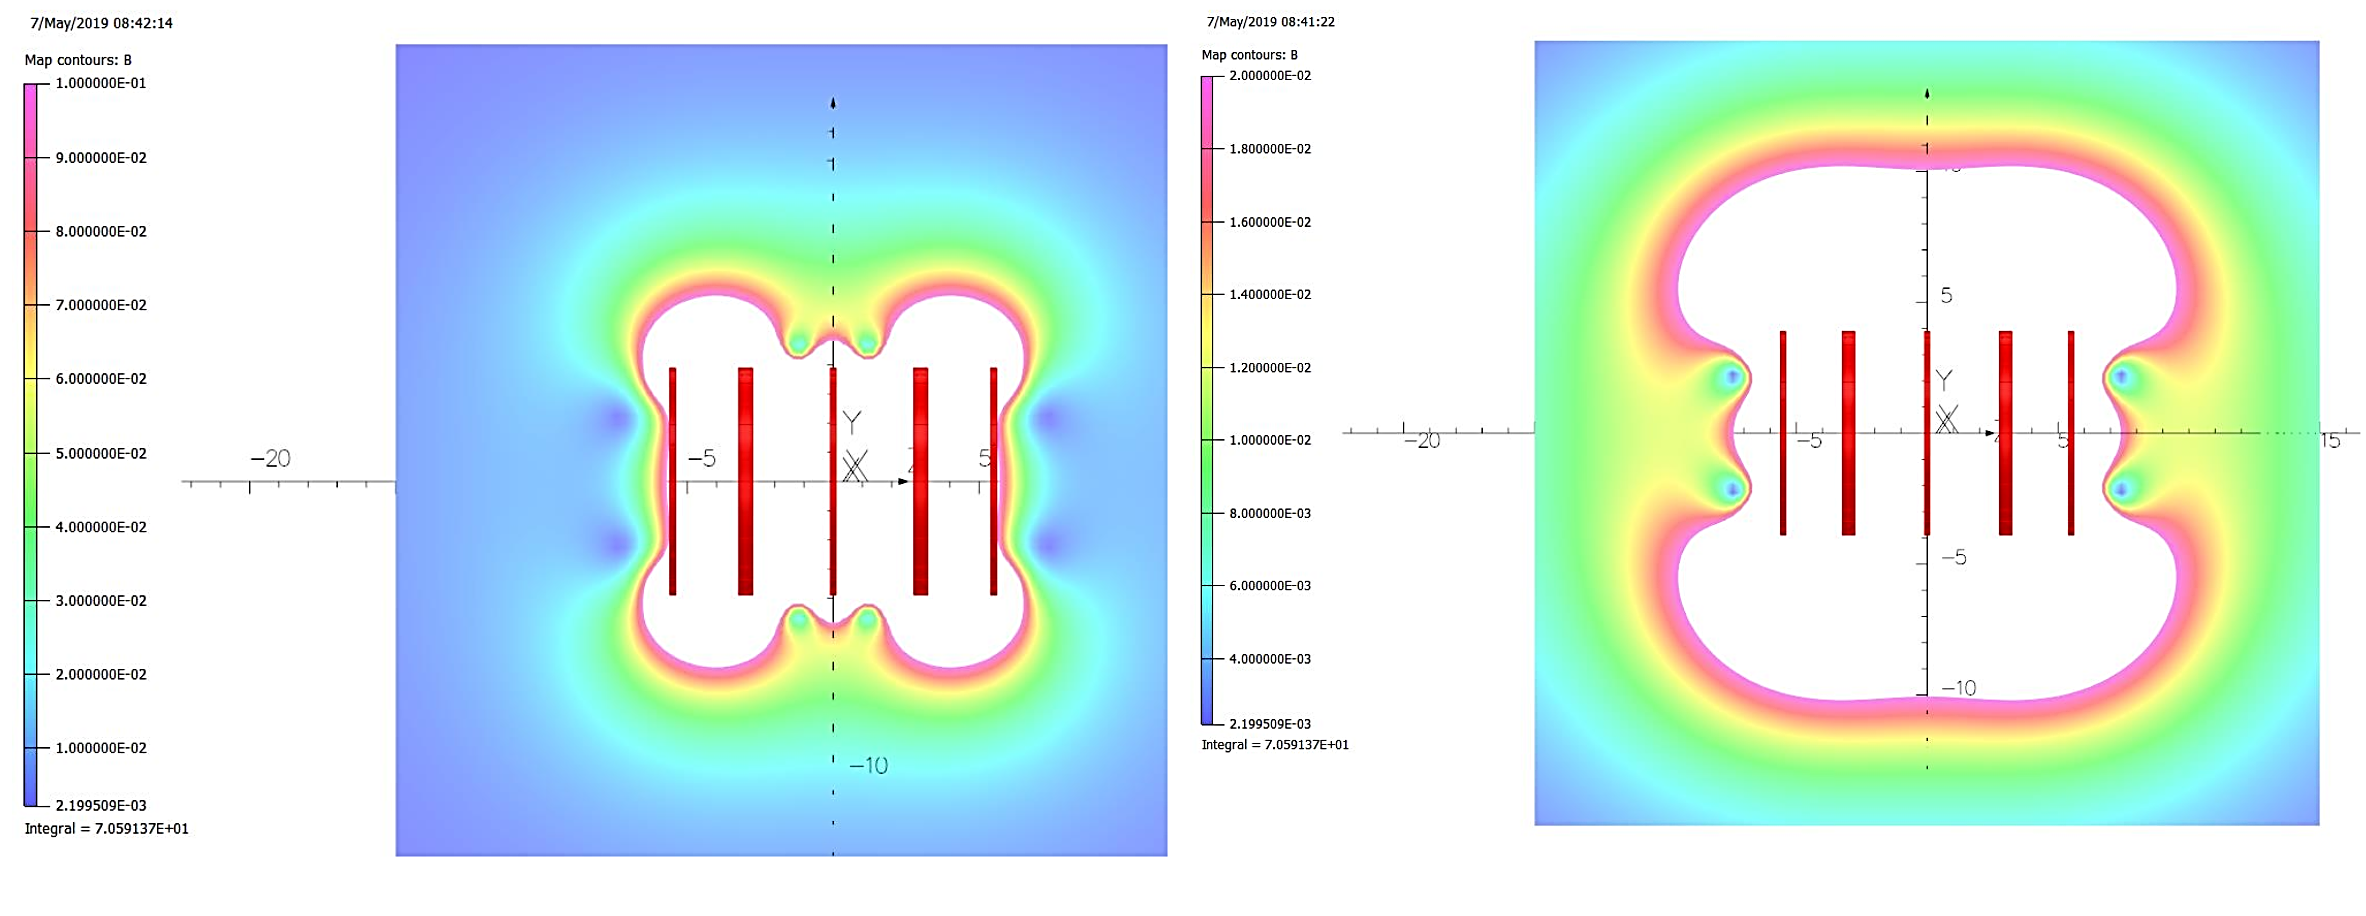 7/May/2019 08:42:14
Map contours: B
1.000000E-01
9.000000E-02
8.000000E-02
7.000000E-02
6.000000E-02
5.000000E-02
4.000000E-02
3.000000E-02
2.000000E-02
1.000000E-02
2.199509E-03
Integral = 7.059137E+01
Y
-20
-5
X
5
-10
7/May/2019 08:41:22
Map contours: B
2.000000E-02
1.800000E-02
1.600000E-02
1.400000E-02
1.200000E-02
1.000000E-02
8.000000E-03
6.000000E-03
4.000000E-03
2.199509E-03
Integral = 7.059137E+01
5
Y
X
-20
-5
5
15
-5
-10